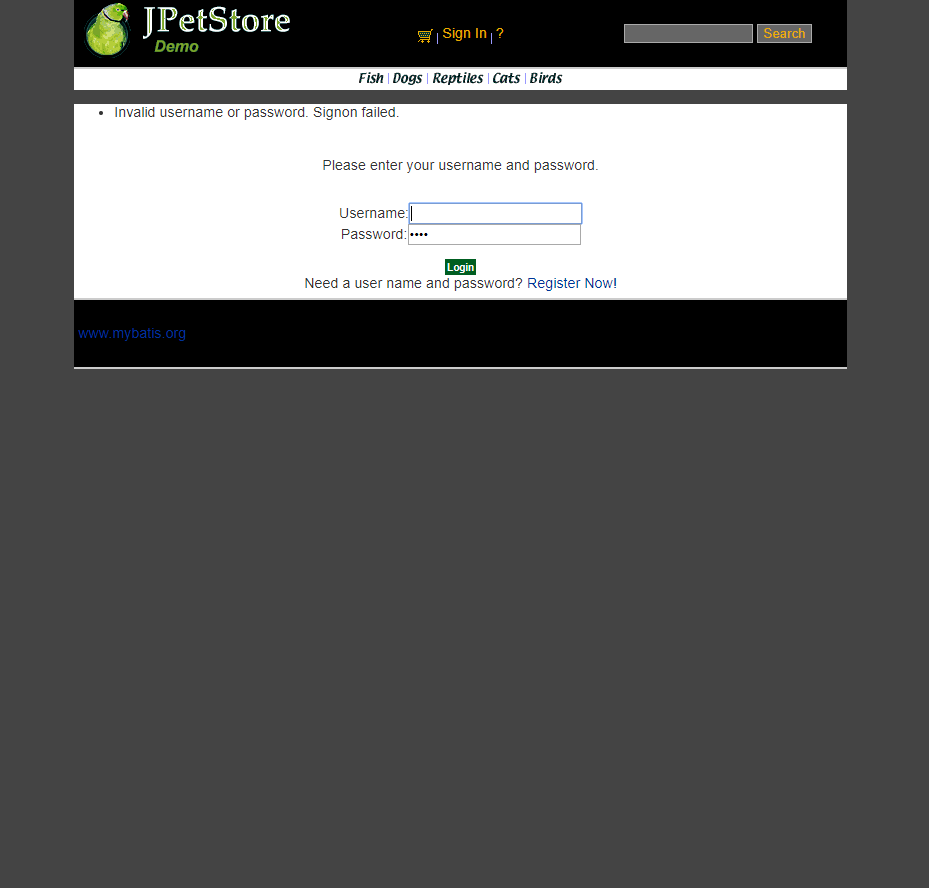 JPetStore
Demo
Sign In | ?
Search
Fish | Dogs | Reptiles | Cats | Birds
Invalid username or password. Signon failed.
Please enter your username and password.
Username:
Password:••••
Login
Need a user name and password? Register Now!
www.mybatis.org